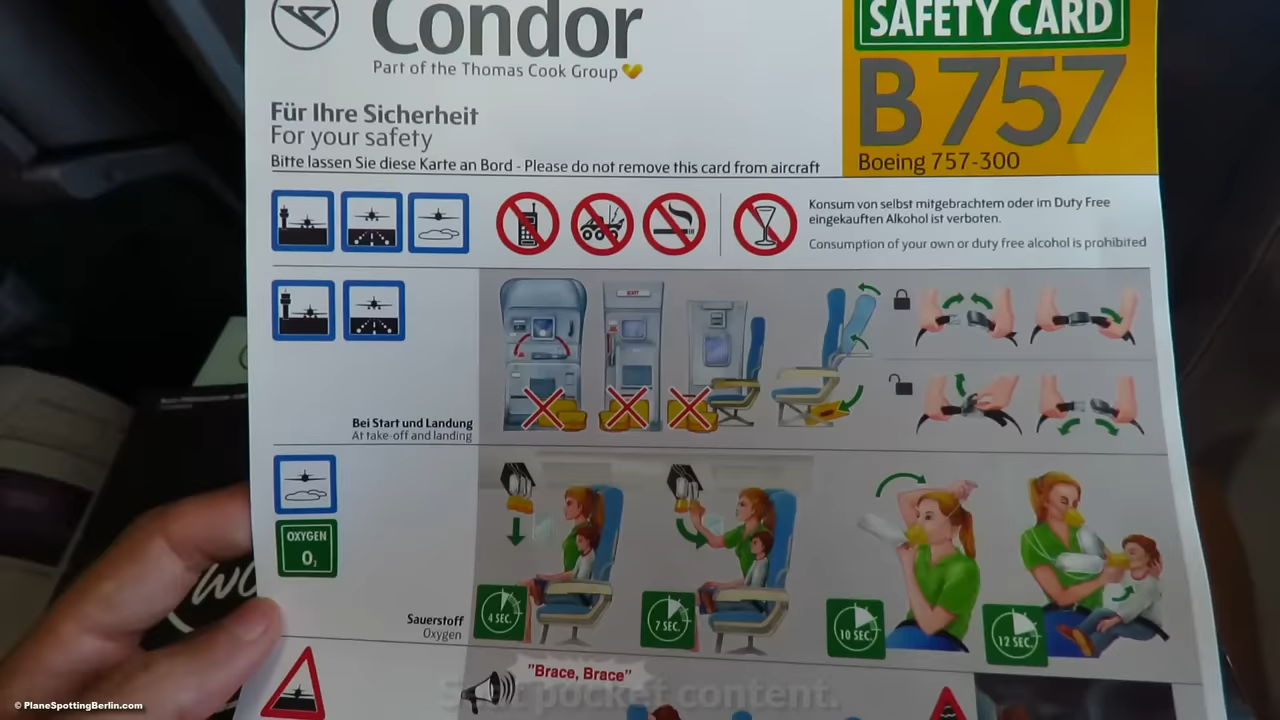 Condor
Part of the Thomas Cook Group
SAFETY CARD
B 757
Boeing 757-300
Für Ihre Sicherheit
For your safety
Bitte lassen Sie diese Karte an Bord - Please do not remove this card from aircraft
Konsum von selbst mitgebrachtem oder im Duty Free
eingekauften Alkohol ist verboten.
Consumption of your own or duty free alcohol is prohibited
EXIT
Bei Start und Landung
At take-off and landing
OXYGEN
O₂
4 SEC.
7 SEC.
10 SEC.
12 SEC.
Sauerstoff
Oxygen
"Brace, Brace"
Seat pocket content.
© PlaneSpottingBerlin.com